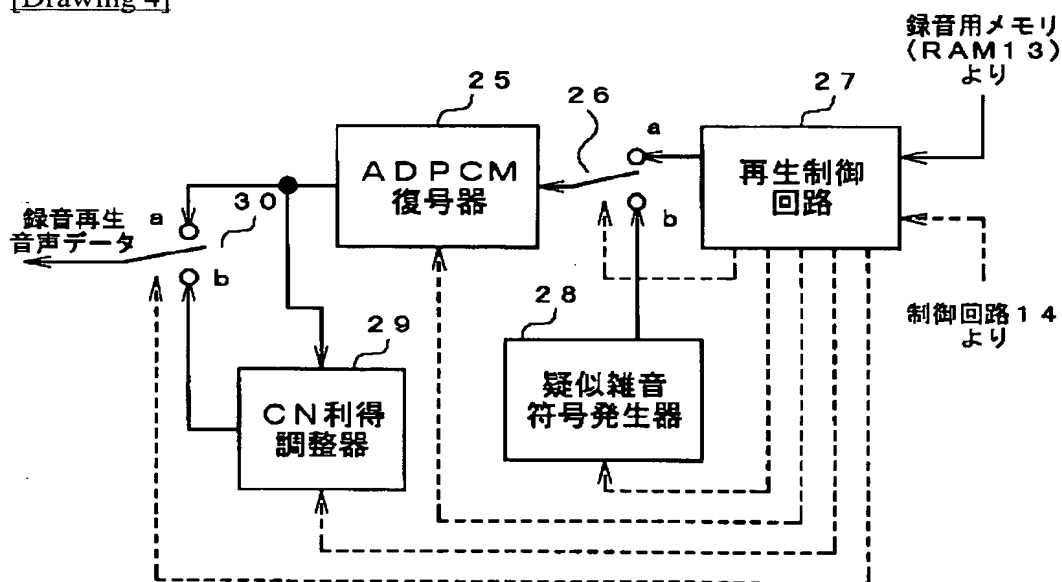 [Drawing 4]
録音用メモリ
(RAM13)
より
25
26
27
a
ADPCM
復号器
再生制御
回路
b
a
30
録音再生
音声データ
b
28
制御回路14
より
29
疑似雑音
符号発生器
CN利得
調整器